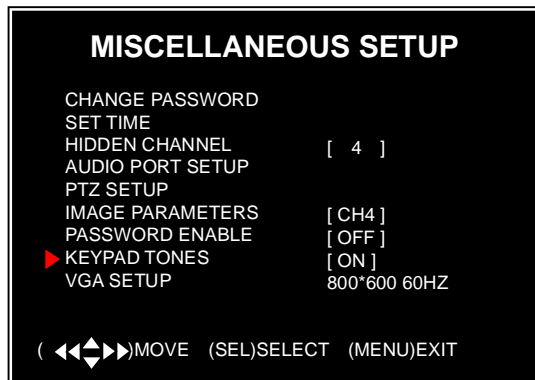 MISCELLANEOUS SETUP
CHANGE PASSWORD
SET TIME
HIDDEN CHANNEL [ 4 ]
AUDIO PORT SETUP
PTZ SETUP
IMAGE PARAMETERS [ CH4 ]
PASSWORD ENABLE [ OFF ]
KEYPAD TONES [ ON ]
VGA SETUP 800*600 60HZ
( )MOVE (SEL)SELECT (MENU)EXIT